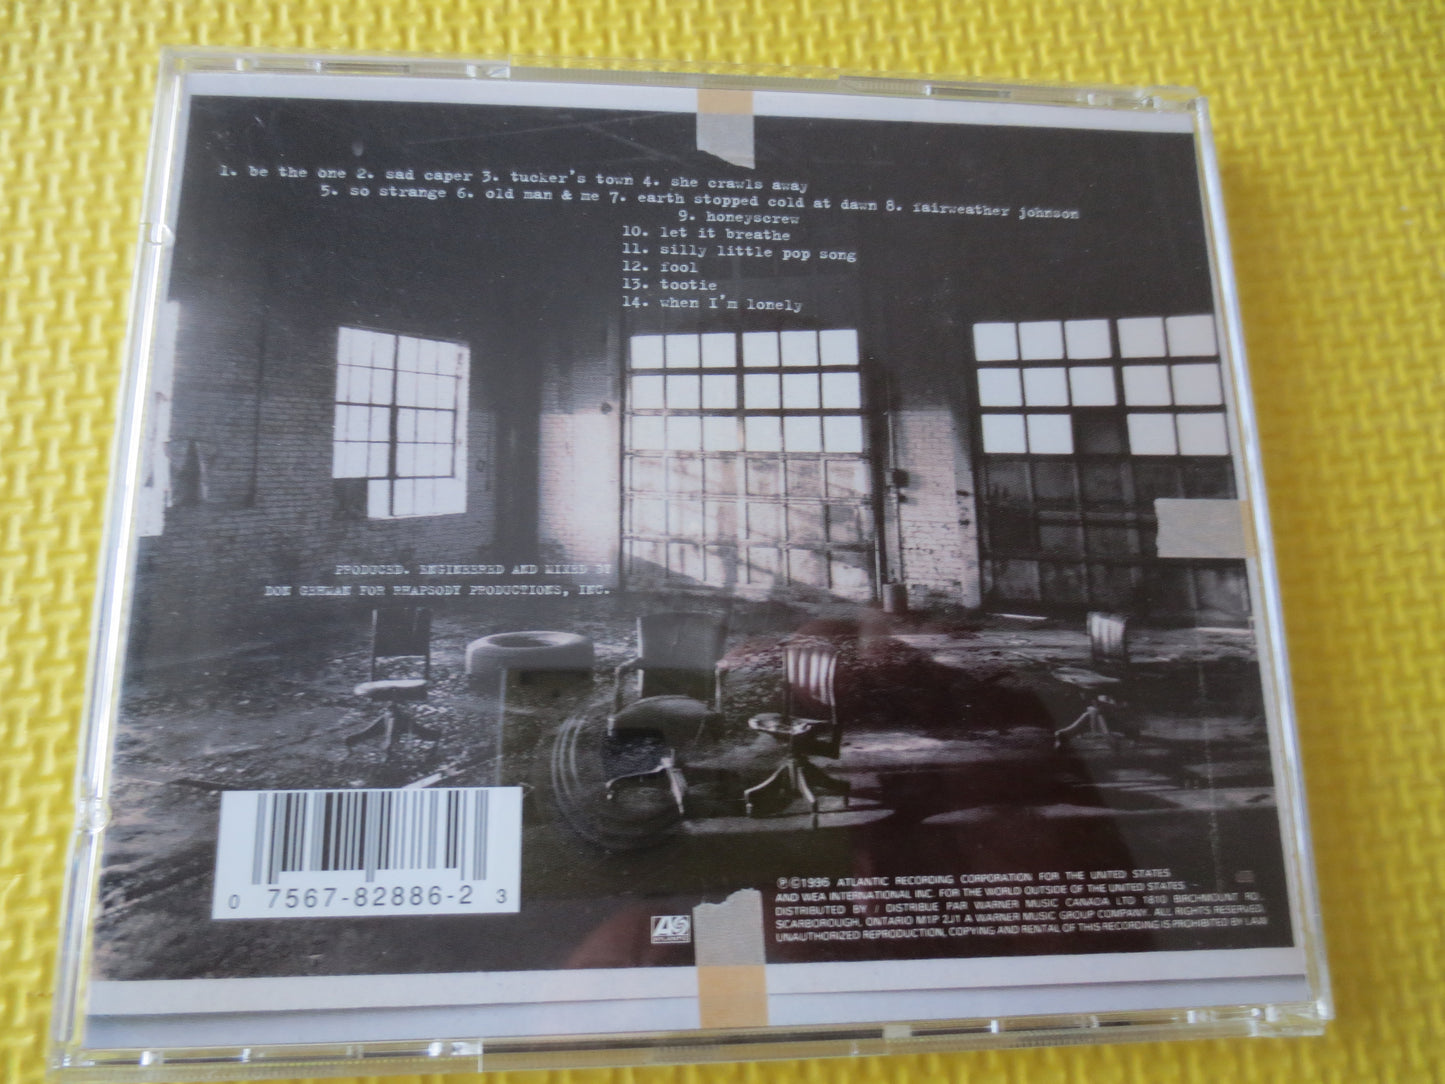 1. be the one 2. sad caper 3. tucker's town 4. she crawls away
5. so strange 6. old man & me 7. earth stopped cold at dawn 8. fairweather johnson
9. honeyscrew
10. let it breathe
11. silly little pop song
12. fool
13. tootie
14. when I'm lonely
PRODUCED. ENGINEERED AND MIXED BY
DON GEHMAN FOR RHAPSODY PRODUCTIONS, INC.
0 7567-82886-2 3
ATLANTIC
℗©1996 ATLANTIC RECORDING CORPORATION FOR THE UNITED STATES
AND WEA INTERNATIONAL INC. FOR THE WORLD OUTSIDE OF THE UNITED STATES
DISTRIBUTED BY / DISTRIBUE PAR WARNER MUSIC CANADA LTD 1810 BIRCHMOUNT RD.
SCARBOROUGH, ONTARIO M1P 2J1 A WARNER MUSIC GROUP COMPANY. ALL RIGHTS RESERVED.
UNAUTHORIZED REPRODUCTION, COPYING AND RENTAL OF THIS RECORDING IS PROHIBITED BY LAW